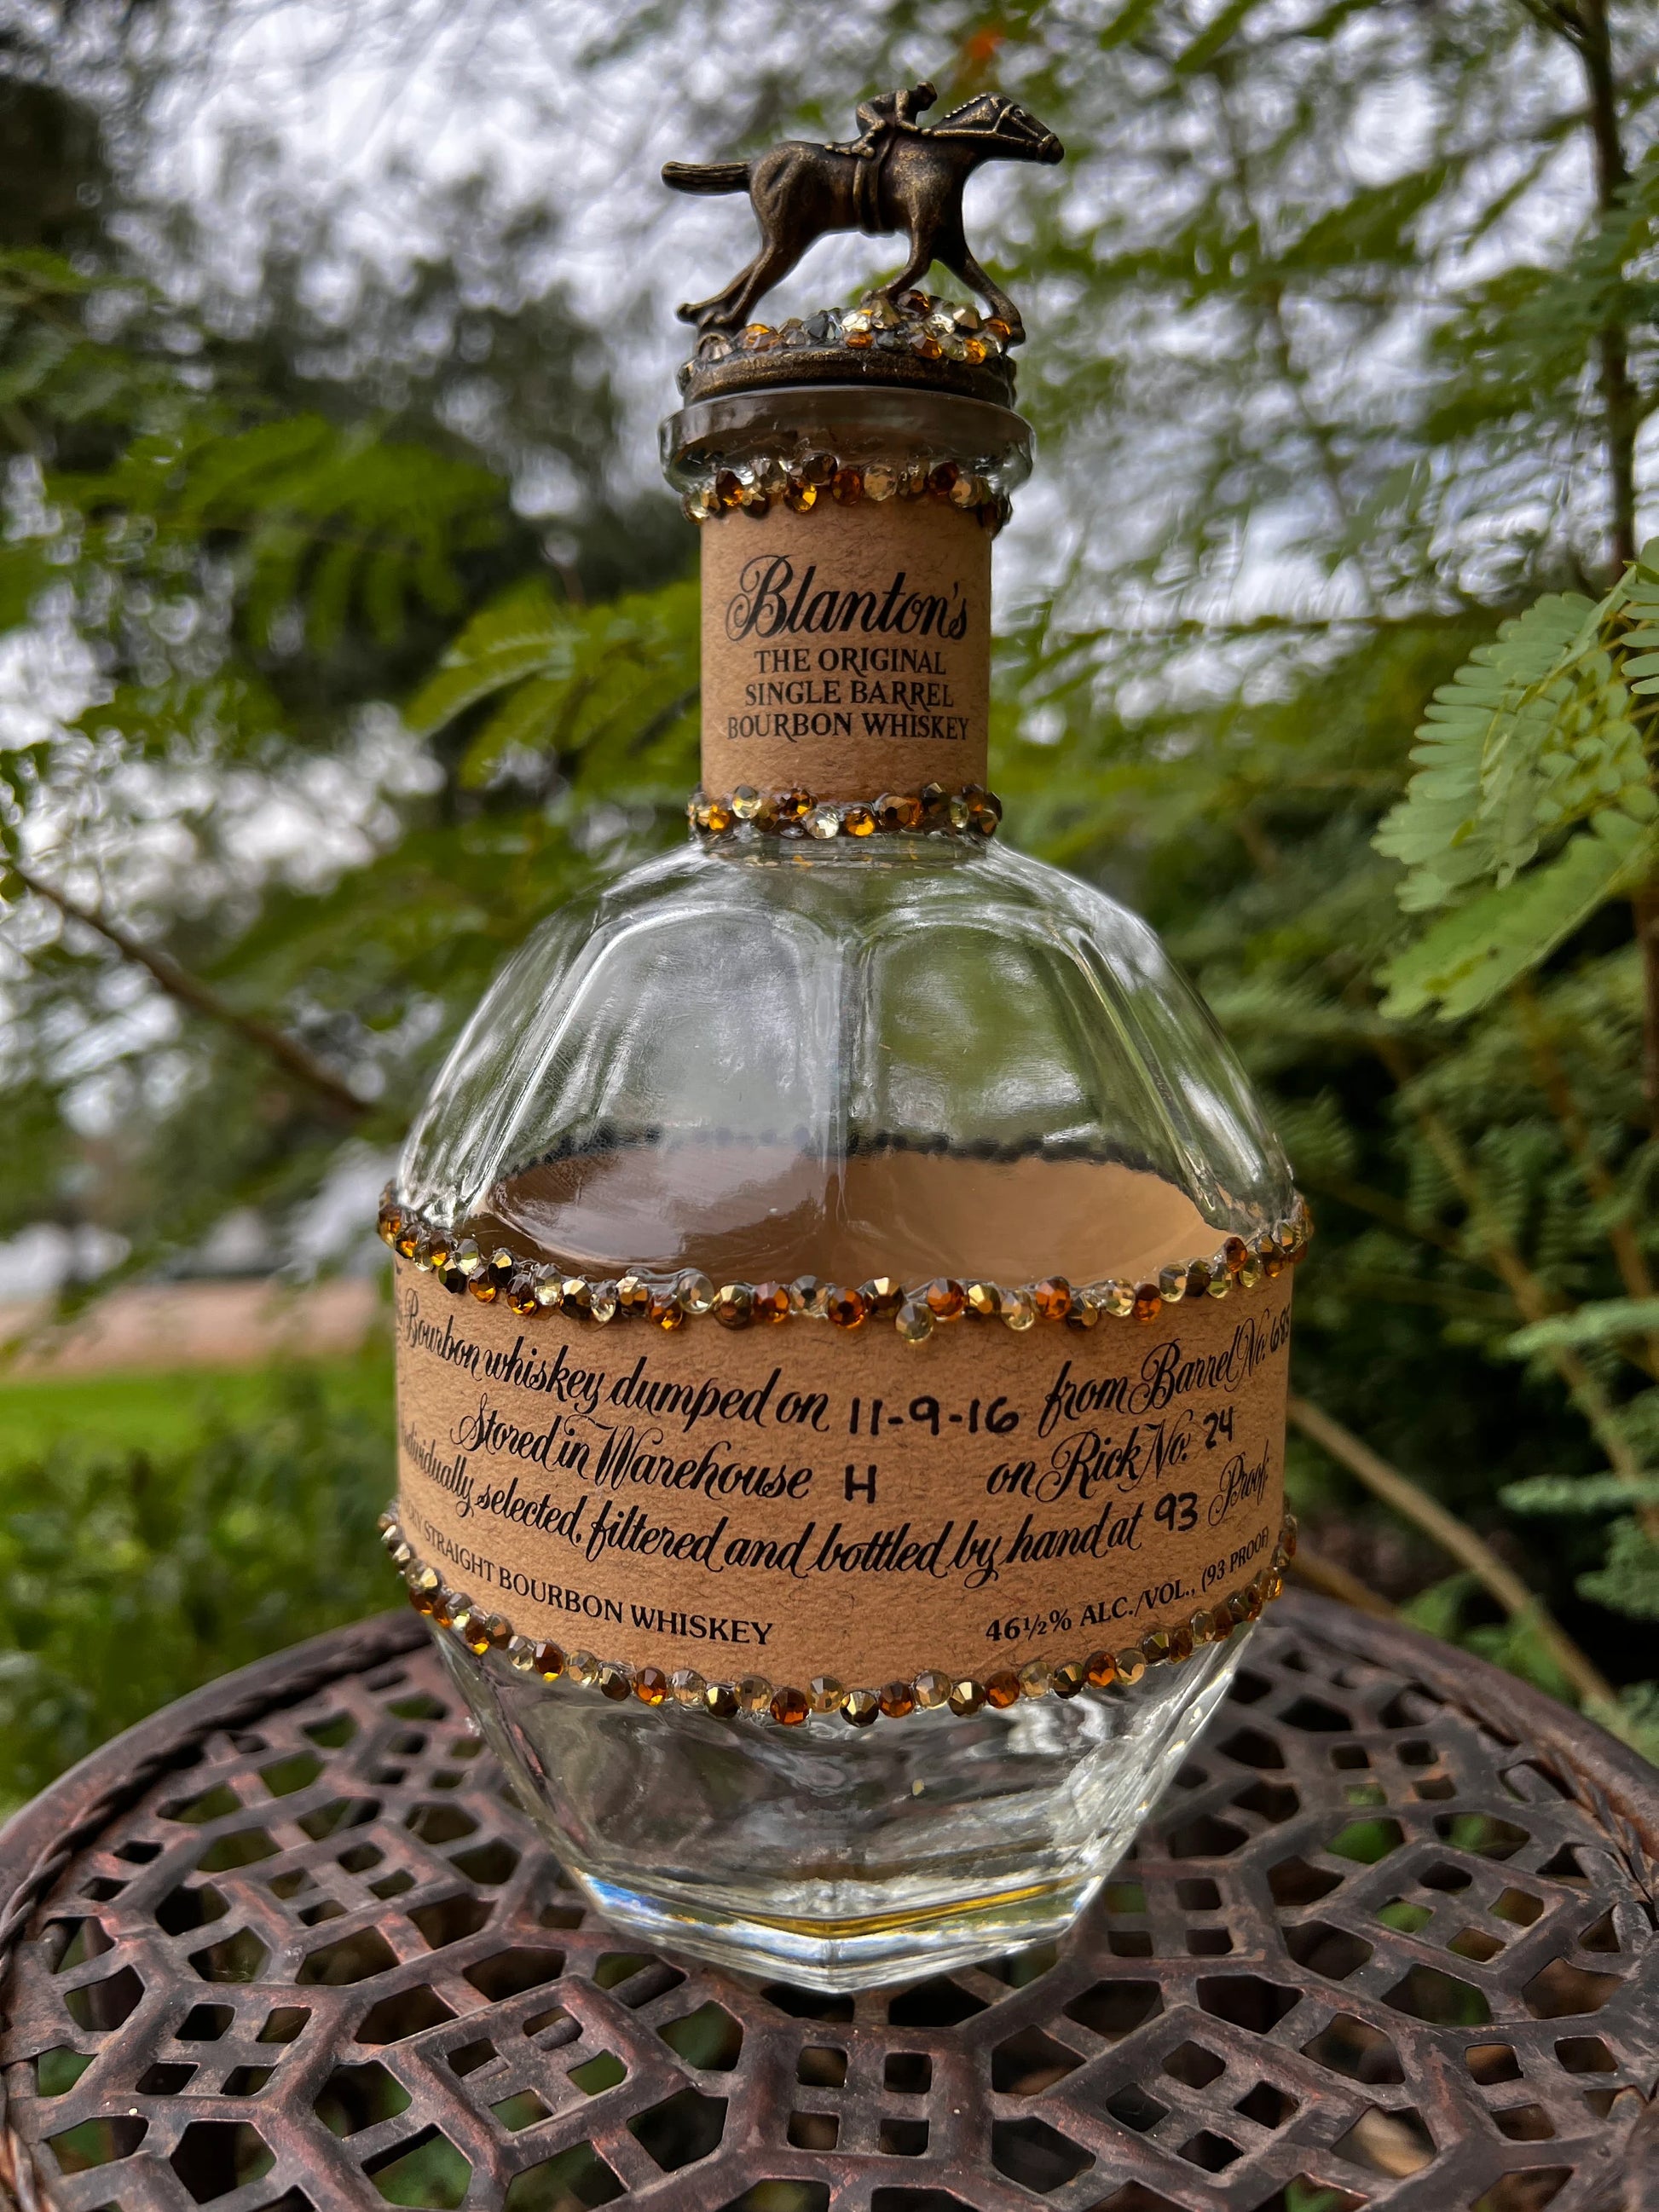 Blanton's
THE ORIGINAL
SINGLE BARREL
BOURBON WHISKEY
Bourbon whiskey dumped on 11-9-16 from Barrel No.
Stored in Warehouse H on Rick No. 24
selected, filtered and bottled by hand at 93 Proof.
STRAIGHT BOURBON WHISKEY 46½% ALC./VOL., (93 PROOF)